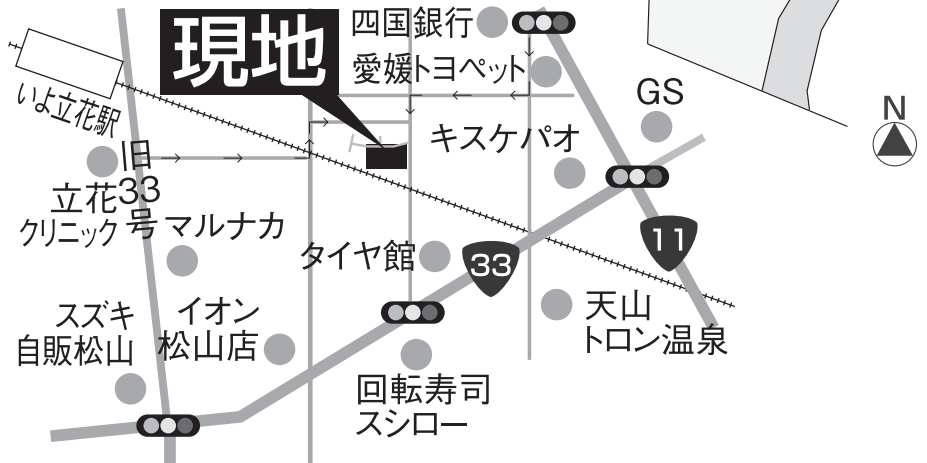 四国銀行
現地
愛媛トヨペット
GS
N
いよ立花駅
キスケパオ
旧33号
立花
クリニック
マルナカ
11
タイヤ館
33
天山
トロン温泉
スズキ
自販松山
イオン
松山店
回転寿司
スシロー